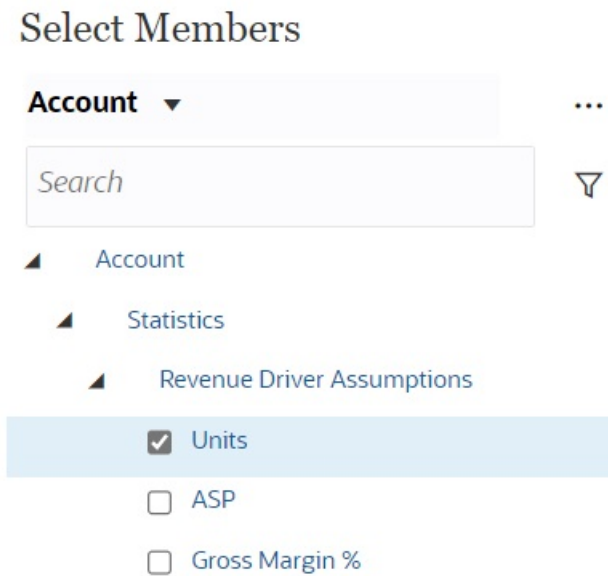 Select Members
Account
Search
Account
Statistics
Revenue Driver Assumptions
Units
ASP
Gross Margin %